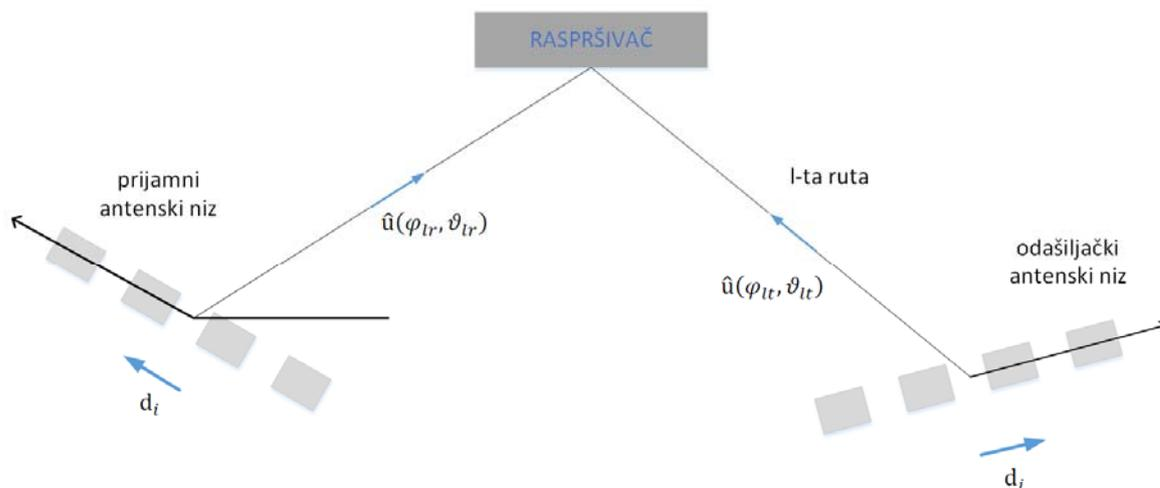 RASPRŠIVAČ
prijamni
antenski niz
l-ta ruta
û(φ_lr, ϑ_lr)
odašiljački
antenski niz
û(φ_lt, ϑ_lt)
d_i
d_i